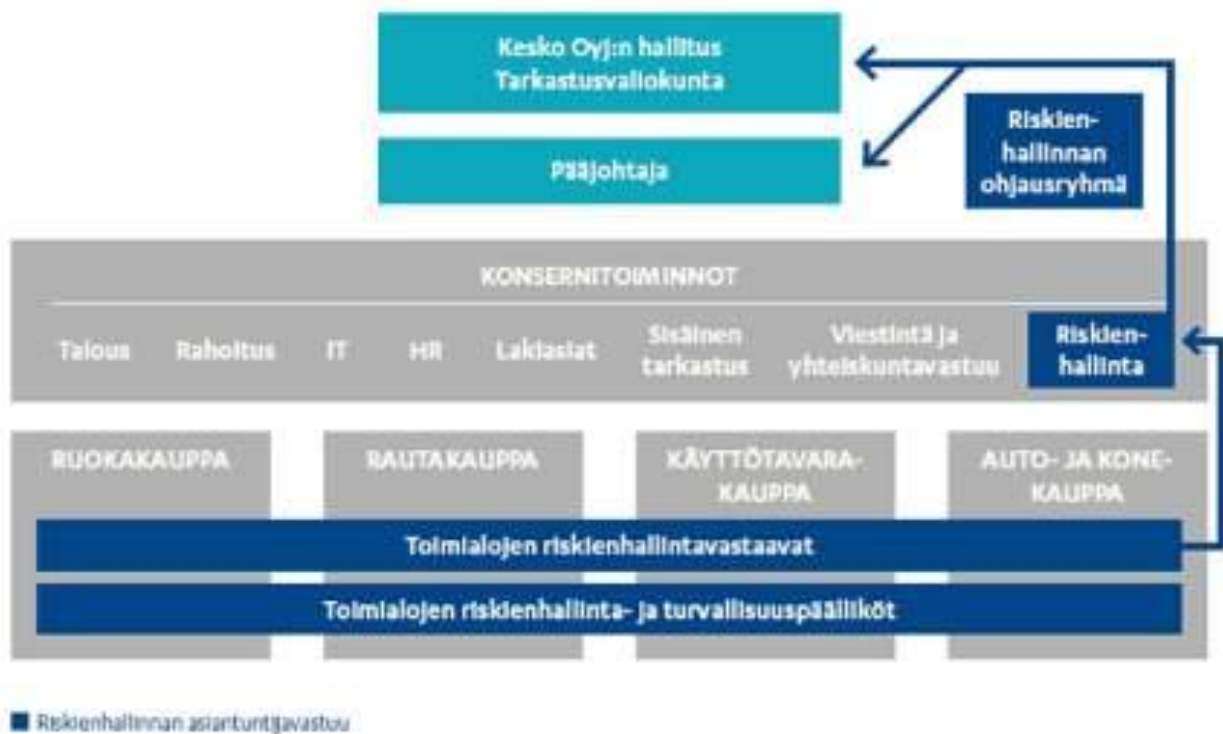 Kesko Oyj:n hallitus
Tarkastusvaliokunta
Pääjohtaja
Riskien-
hallinnan
ohjausryhmä
KONSERNITOIMINNOT
Talous
Rahoitus
IT
HR
Lakiasiat
Sisäinen
tarkastus
Viestintä ja
yhteiskuntavastuu
Riskien-
hallinta
RUOKAKAUPPA
RAUTAKAUPPA
KÄYTTÖTAVARA-
KAUPPA
AUTO- JA KONE-
KAUPPA
Toimialojen riskienhallintavastaavat
Toimialojen riskienhallinta- ja turvallisuuspäälliköt
Riskienhallinnan asiantuntijavastuu